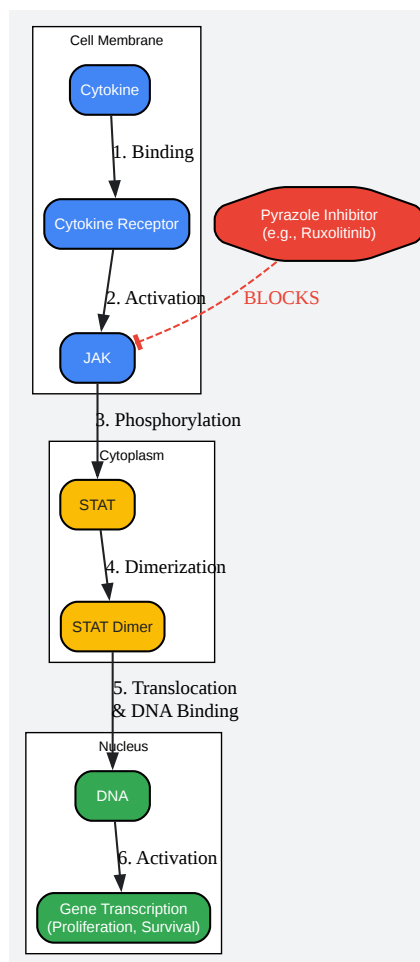 Cell Membrane
Cytokine
1. Binding
Cytokine Receptor
Pyrazole Inhibitor
(e.g., Ruxolitinib)
2. Activation
BLOCKS
JAK
3. Phosphorylation
Cytoplasm
STAT
4. Dimerization
STAT Dimer
5. Translocation
& DNA Binding
Nucleus
DNA
6. Activation
Gene Transcription
(Proliferation, Survival)